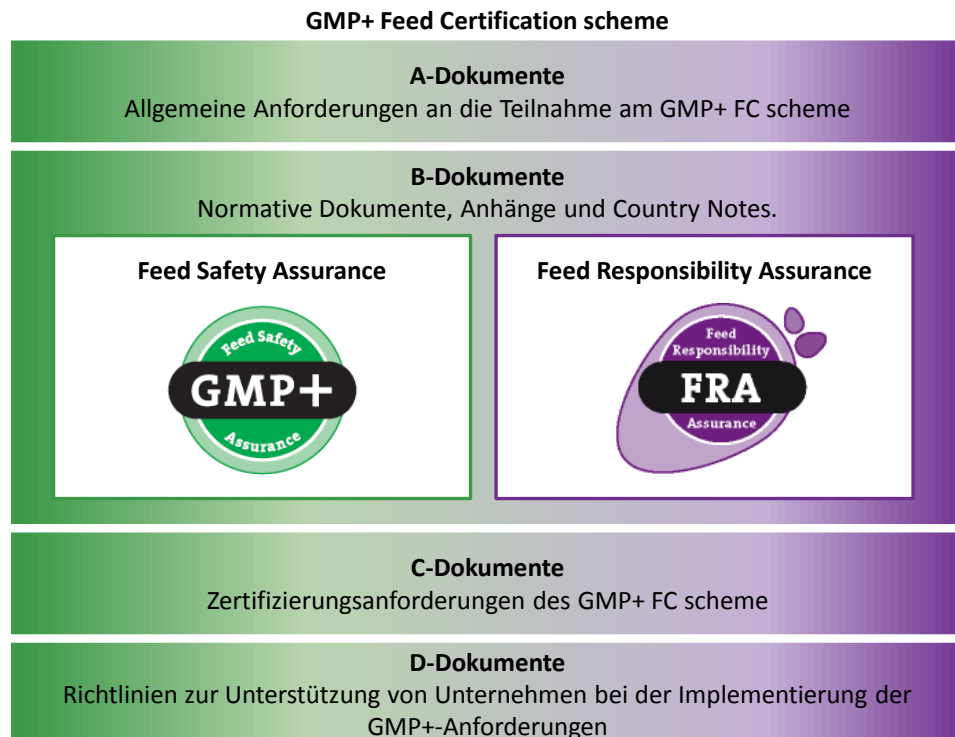 GMP+ Feed Certification scheme
A-Dokumente
Allgemeine Anforderungen an die Teilnahme am GMP+ FC scheme
B-Dokumente
Normative Dokumente, Anhänge und Country Notes.
Feed Safety Assurance
Feed Safety
GMP+
Assurance
Feed Responsibility Assurance
Feed
Responsibility
FRA
Assurance
C-Dokumente
Zertifizierungsanforderungen des GMP+ FC scheme
D-Dokumente
Richtlinien zur Unterstützung von Unternehmen bei der Implementierung der
GMP+-Anforderungen